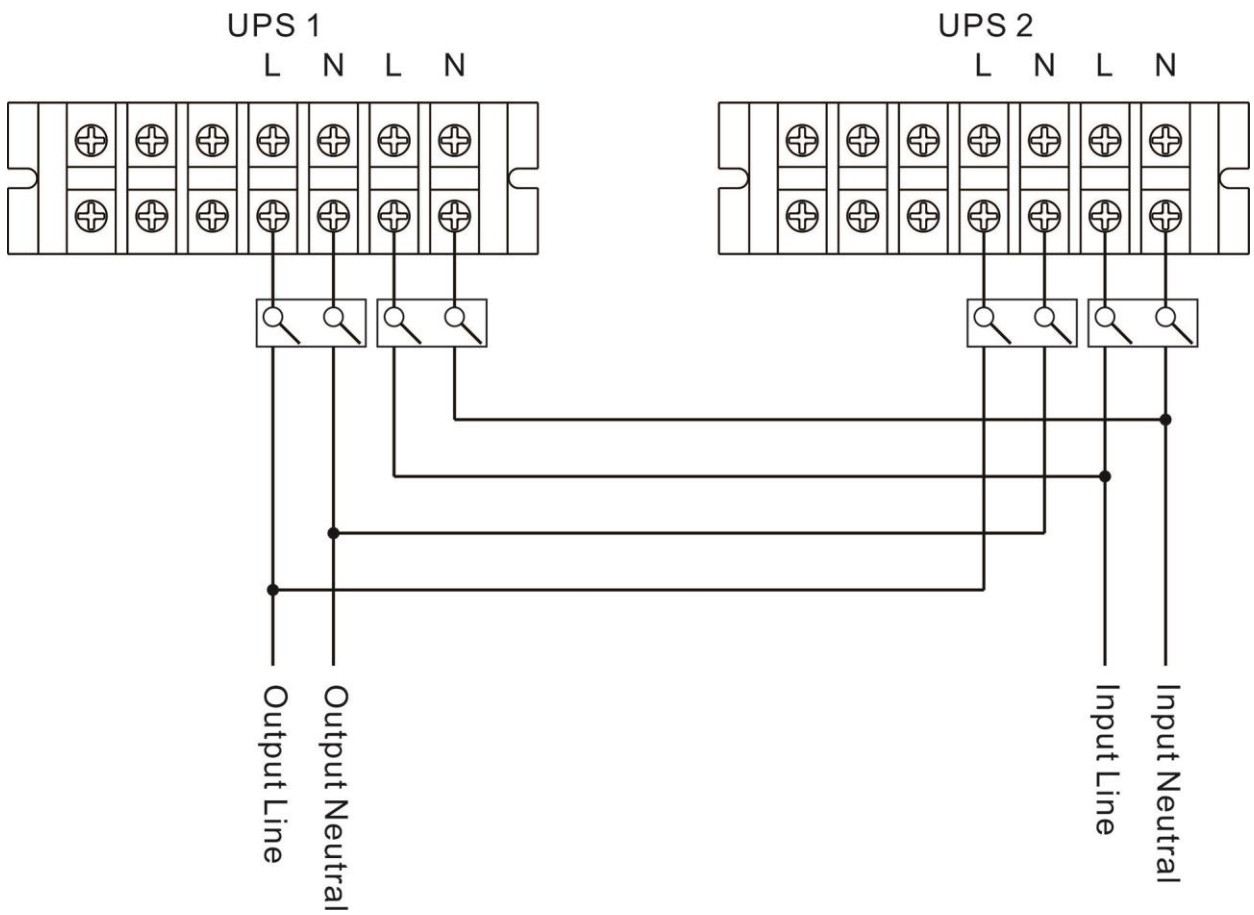 UPS 1
UPS 2
L N L N
L N L N
Output Line
Output Neutral
Input Line
Input Neutral